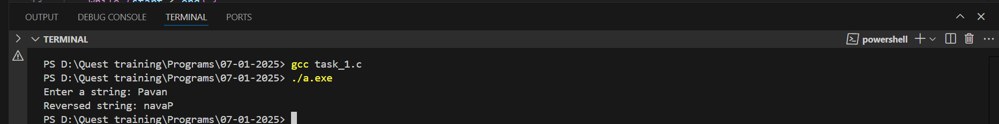 OUTPUT DEBUG CONSOLE TERMINAL PORTS
TERMINAL powershell
PS D:\Quest training\Programs\07-01-2025> gcc task_1.c
PS D:\Quest training\Programs\07-01-2025> ./a.exe
Enter a string: Pavan
Reversed string: navaP
PS D:\Quest training\Programs\07-01-2025>